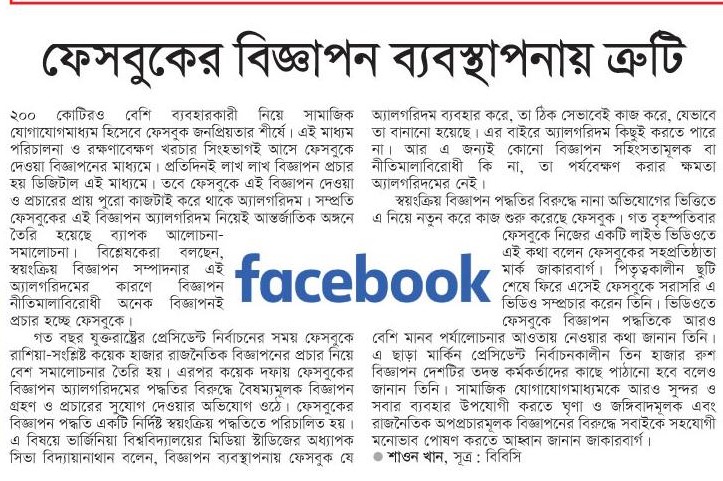 ফেসবুকের বিজ্ঞাপন ব্যবস্থাপনায় ত্রুটি
২০০ কোটিরও বেশি ব্যবহারকারী নিয়ে সামাজিক
যোগাযোগমাধ্যম হিসেবে ফেসবুক জনপ্রিয়তার শীর্ষে। এই মাধ্যম
পরিচালনা ও রক্ষণাবেক্ষণ খরচার সিংহভাগই আসে ফেসবুকে
দেওয়া বিজ্ঞাপনের মাধ্যমে। প্রতিদিনই লাখ লাখ বিজ্ঞাপন প্রচার
হয় ডিজিটাল এই মাধ্যমে। তবে ফেসবুকে এই বিজ্ঞাপন দেওয়া
ও প্রচারের প্রায় পুরো কাজটাই করে থাকে অ্যালগরিদম। সম্প্রতি
ফেসবুকের এই বিজ্ঞাপন অ্যালগরিদম নিয়েই আন্তর্জাতিক অঙ্গনে
তৈরি হয়েছে ব্যাপক আলোচনা-
সমালোচনা। বিশ্লেষকেরা বলছেন,
স্বয়ংক্রিয় বিজ্ঞাপন সম্পাদনার এই
অ্যালগরিদমের কারণে বিজ্ঞাপন
নীতিমালাবিরোধী অনেক বিজ্ঞাপনই
প্রচার হচ্ছে ফেসবুকে।
গত বছর যুক্তরাষ্ট্রের প্রেসিডেন্ট নির্বাচনের সময় ফেসবুকে
রাশিয়া-সংশ্লিষ্ট কয়েক হাজার রাজনৈতিক বিজ্ঞাপনের প্রচার নিয়ে
বেশ সমালোচনার তৈরি হয়। এরপর কয়েক দফায় ফেসবুকের
বিজ্ঞাপন অ্যালগরিদমের পদ্ধতির বিরুদ্ধে বৈষম্যমূলক বিজ্ঞাপন
গ্রহণ ও প্রচারের সুযোগ দেওয়ার অভিযোগ ওঠে। ফেসবুকের
বিজ্ঞাপন পদ্ধতি একটি নির্দিষ্ট স্বয়ংক্রিয় পদ্ধতিতে পরিচালিত হয়।
এ বিষয়ে ভার্জিনিয়া বিশ্ববিদ্যালয়ের মিডিয়া স্টাডিজের অধ্যাপক
সিভা বিদ্যায়ানাথান বলেন, বিজ্ঞাপন ব্যবস্থাপনায় ফেসবুক যে
অ্যালগরিদম ব্যবহার করে, তা ঠিক সেভাবেই কাজ করে, যেভাবে
তা বানানো হয়েছে। এর বাইরে অ্যালগরিদম কিছুই করতে পারে
না। আর এ জন্যই কোনো বিজ্ঞাপন সহিংসতামূলক বা
নীতিমালাবিরোধী কি না, তা পর্যবেক্ষণ করার ক্ষমতা
অ্যালগরিদমের নেই।
স্বয়ংক্রিয় বিজ্ঞাপন পদ্ধতির বিরুদ্ধে নানা অভিযোগের ভিত্তিতে
এ নিয়ে নতুন করে কাজ শুরু করেছে ফেসবুক। গত বৃহস্পতিবার
ফেসবুকে নিজের একটি লাইভ ভিডিওতে
এই কথা বলেন ফেসবুকের সহপ্রতিষ্ঠাতা
মার্ক জাকারবার্গ। পিতৃত্বকালীন ছুটি
শেষে ফিরে এসেই ফেসবুকে সরাসরি এ
ভিডিও সম্প্রচার করেন তিনি। ভিডিওতে
ফেসবুকে বিজ্ঞাপন পদ্ধতিকে আরও
বেশি মানব পর্যালোচনার আওতায় নেওয়ার কথা জানান তিনি।
এ ছাড়া মার্কিন প্রেসিডেন্ট নির্বাচনকালীন তিন হাজার রুশ
বিজ্ঞাপন দেশটির তদন্ত কর্মকর্তাদের কাছে পাঠানো হবে বলেও
জানান তিনি। সামাজিক যোগাযোগমাধ্যমকে আরও সুন্দর ও
সবার ব্যবহার উপযোগী করতে ঘৃণা ও জঙ্গিবাদমূলক এবং
রাজনৈতিক অপপ্রচারমূলক বিজ্ঞাপনের বিরুদ্ধে সবাইকে সহযোগী
মনোভাব পোষণ করতে আহ্বান জানান জাকারবার্গ।
● শাওন খান, সূত্র : বিবিসি
facebook